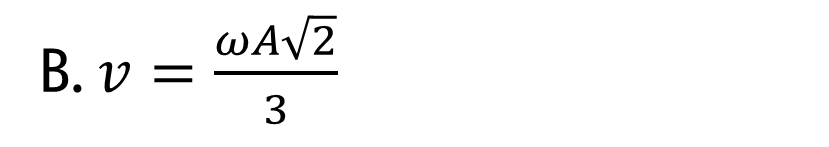 B. 𝑣 = 𝜔𝐴√2 / 3